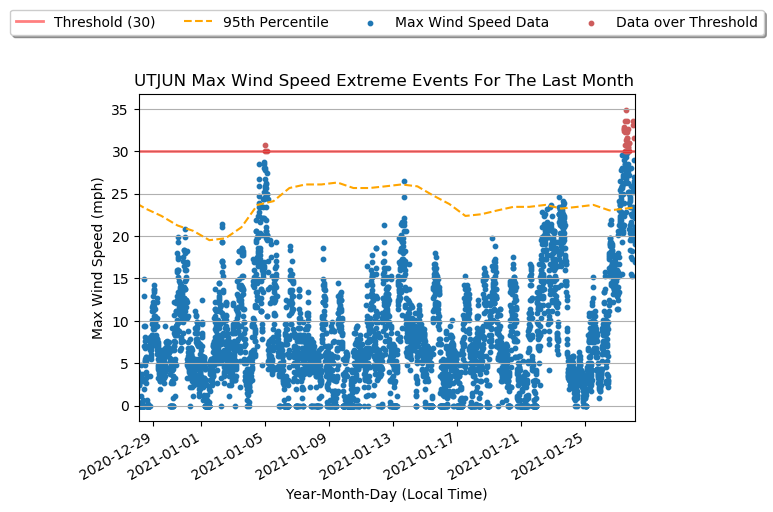 Threshold (30) 95th Percentile Max Wind Speed Data Data over Threshold
UTJUN Max Wind Speed Extreme Events For The Last Month
Max Wind Speed (mph)
35
30
25
20
15
10
5
0
2020-12-29 2021-01-01 2021-01-05 2021-01-09 2021-01-13 2021-01-17 2021-01-21 2021-01-25
Year-Month-Day (Local Time)